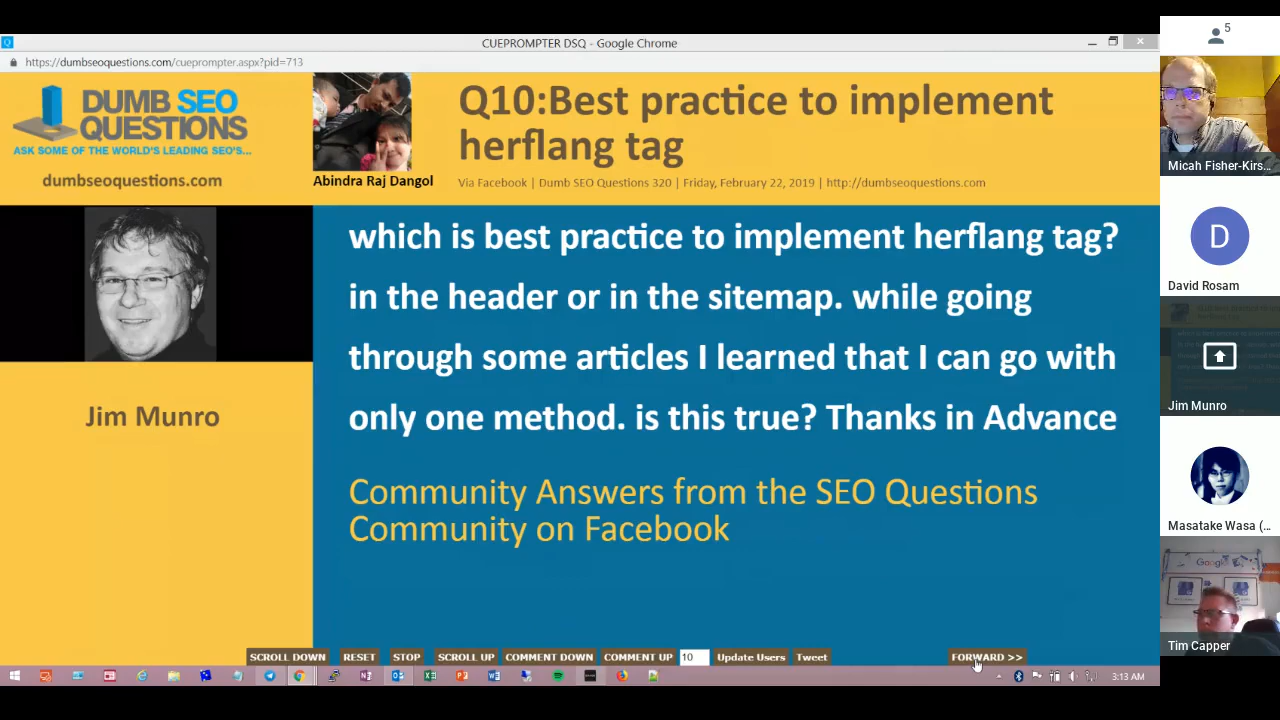 CUEPROMPTER DSQ - Google Chrome
https://dumbseoquestions.com/cueprompter.aspx?pid=713
DUMB SEO
QUESTIONS
ASK SOME OF THE WORLD'S LEADING SEO'S...
dumbseoquestions.com
Abindra Raj Dangol
Q10:Best practice to implement
herflang tag
Via Facebook | Dumb SEO Questions 320 | Friday, February 22, 2019 | http://dumbseoquestions.com
Jim Munro
which is best practice to implement herflang tag?
in the header or in the sitemap. while going
through some articles I learned that I can go with
only one method. is this true? Thanks in Advance
Community Answers from the SEO Questions
Community on Facebook
SCROLL DOWN RESET STOP SCROLL UP COMMENT DOWN COMMENT UP 10 Update Users Tweet FORWARD >>
3:13 AM
5
Micah Fisher-Kirs...
D
David Rosam
Jim Munro
Masatake Wasa (...
Google
Tim Capper